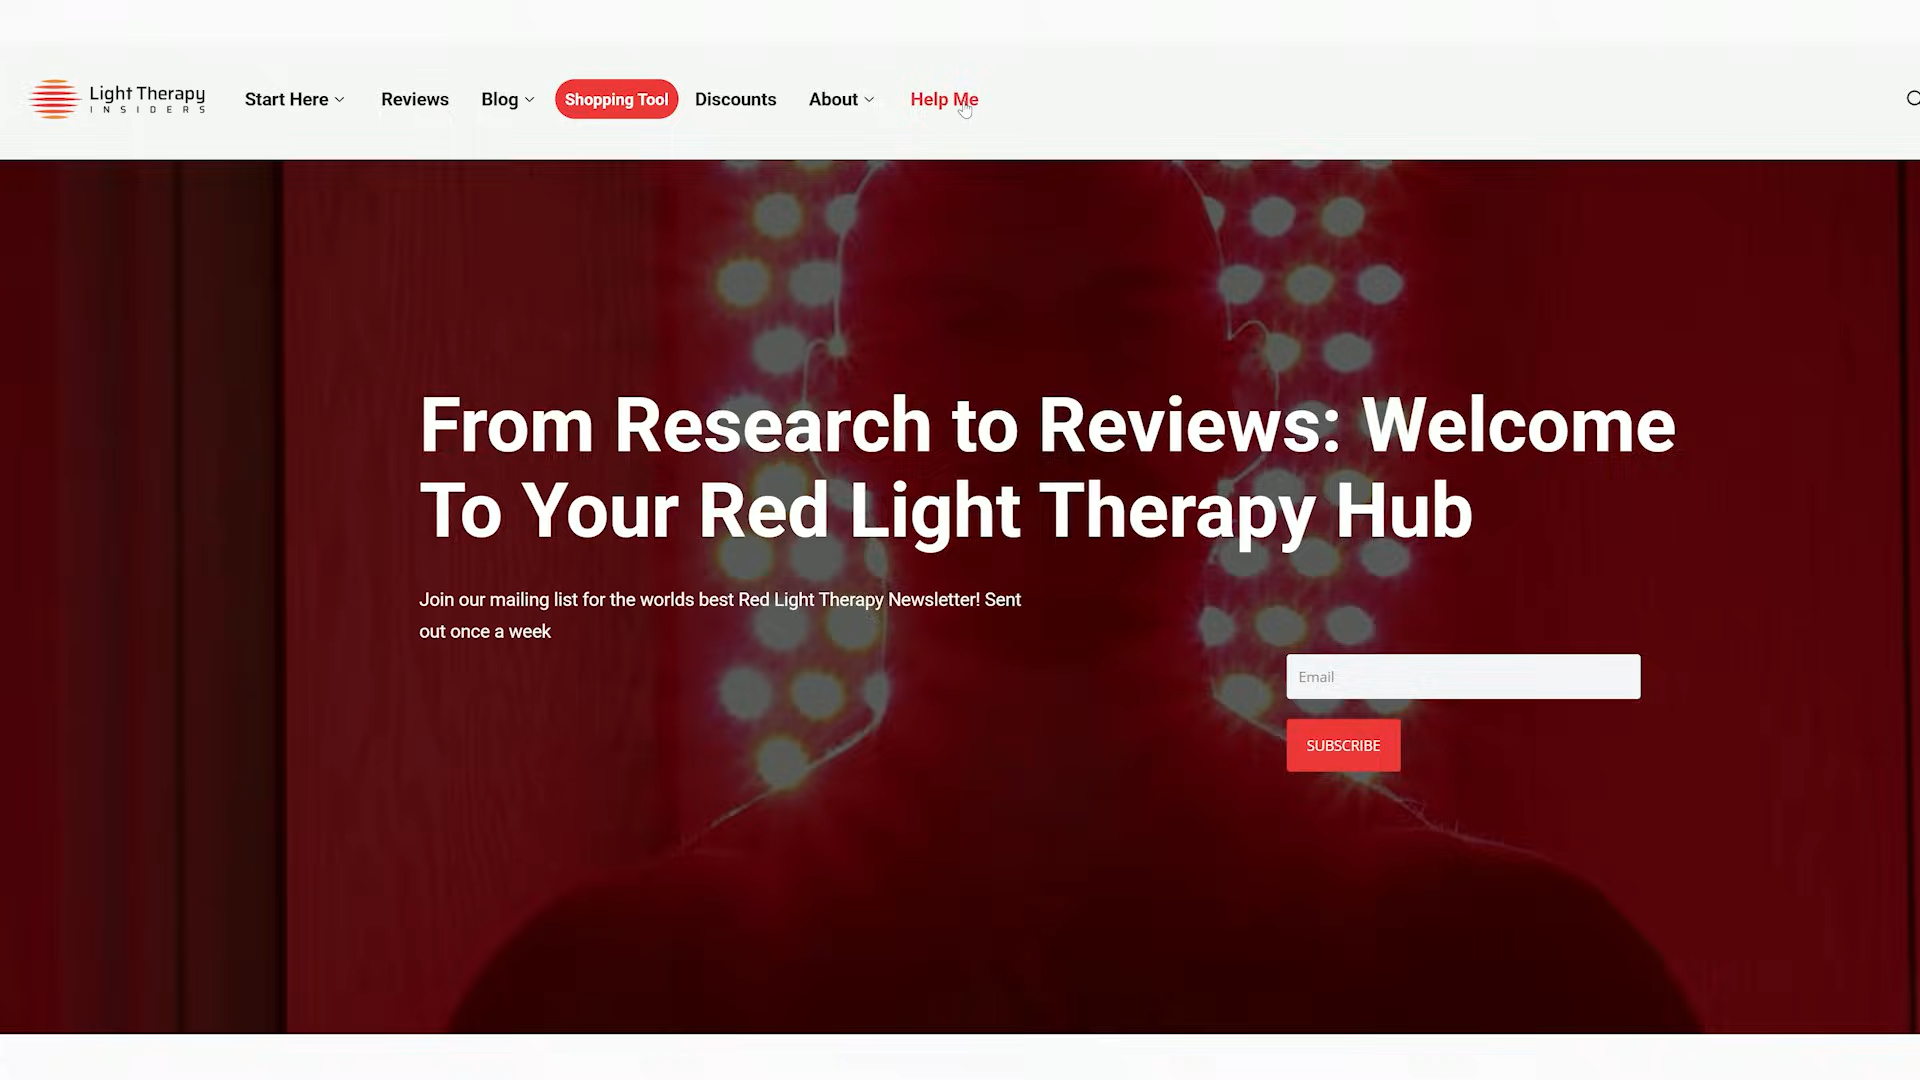 Light Therapy
INSIDERS
Start Here
Reviews
Blog
Shopping Tool
Discounts
About
Help Me
From Research to Reviews: Welcome
To Your Red Light Therapy Hub
Join our mailing list for the worlds best Red Light Therapy Newsletter! Sent
out once a week
Email
SUBSCRIBE